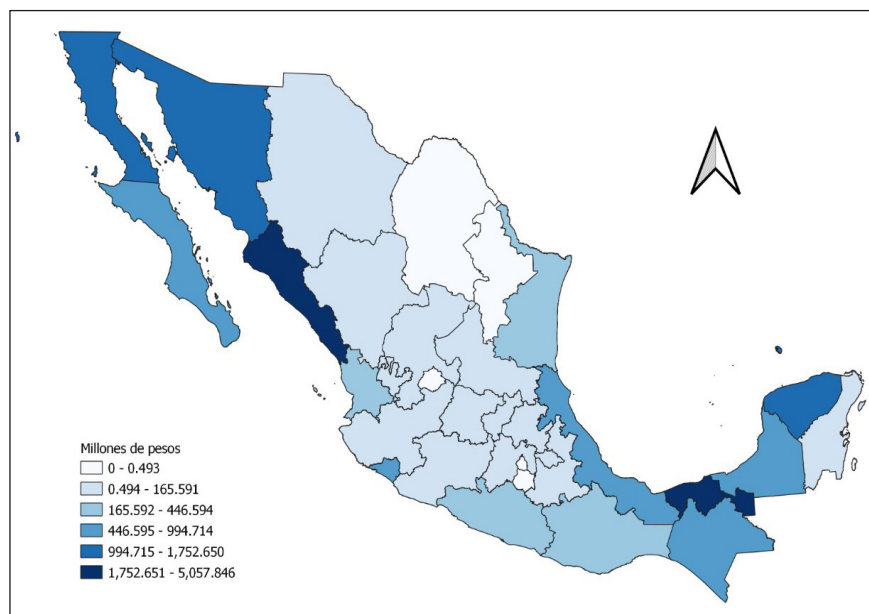 Millones de pesos
0 - 0.493
0.494 - 165.591
165.592 - 446.594
446.595 - 994.714
994.715 - 1,752.650
1,752.651 - 5,057.846